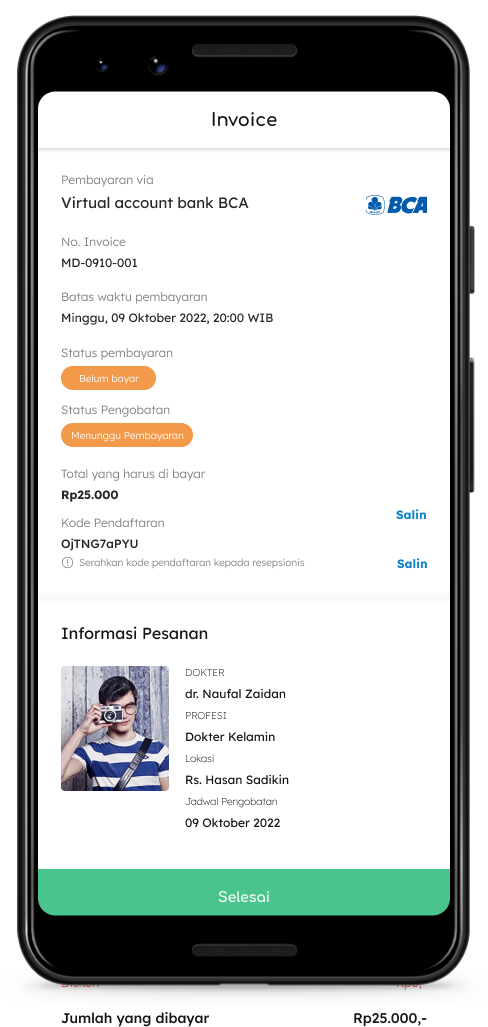 Invoice
Pembayaran via
Virtual account bank BCA
BCA
No. Invoice
MD-0910-001
Batas waktu pembayaran
Minggu, 09 Oktober 2022, 20:00 WIB
Status pembayaran
Belum bayar
Status Pengobatan
Menunggu Pembayaran
Total yang harus di bayar
Rp25.000
Salin
Kode Pendaftaran
OjTNG7aPYU
Serahkan kode pendaftaran kepada resepsionis
Salin
Informasi Pesanan
DOKTER
dr. Naufal Zaidan
PROFESI
Dokter Kelamin
Lokasi
Rs. Hasan Sadikin
Jadwal Pengobatan
09 Oktober 2022
Selesai
Jumlah yang dibayar Rp25.000,-